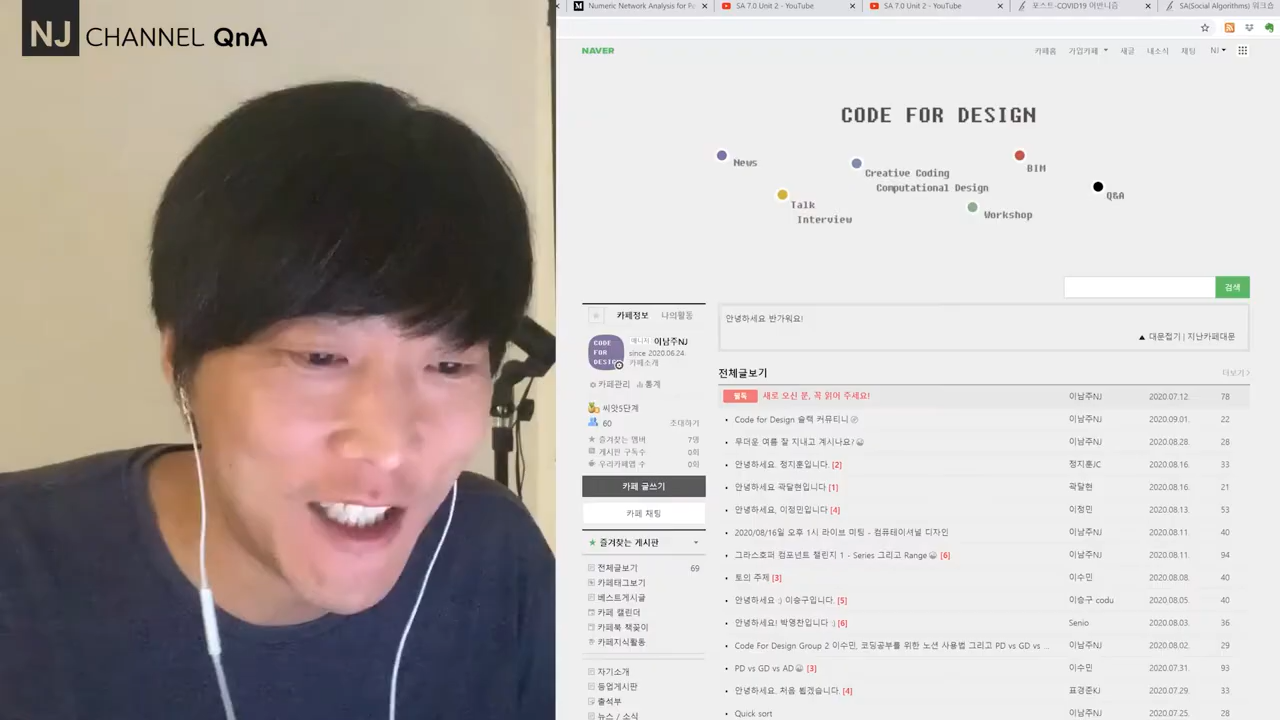 NJ CHANNEL QnA
Numeric Network Analysis for Fe
SA 7.0 Unit 2 - YouTube
SA 7.0 Unit 2 - YouTube
포스트-COVID19 이반니즘
SA(Social Algorithms) 워크숍
NAVER
카페홈 가입카페 새글 내소식 채팅 NJ
CODE FOR DESIGN
News
Creative Coding
Computational Design
BIM
Talk
Interview
Workshop
Q&A
검색
카페정보 나의활동
안녕하세요 반가워요!
▲ 대문접기 | 지난카페대문
CODE
FOR
DESIGN
매니저 이남주NJ
since 2020.06.24.
카페소개
카페관리 통계
씨앗5단계
60 초대하기
즐겨찾는 멤버 7명
게시판 구독수 0회
우리카페앱 수 0회
카페 글쓰기
카페 채팅
즐겨찾는 게시판
전체글보기 69
카페태그보기
베스트게시글
카페 캘린더
카페북 책꽂이
카페지식활동
자기소개
등업게시판
출석부
뉴스 / 소식
전체글보기 더보기
필독 새로 오신 분, 꼭 읽어 주세요! 이남주NJ 2020.07.12. 78
Code for Design 슬랙 커뮤니티 이남주NJ 2020.09.01. 22
무더운 여름 잘 지내고 계시나요? 이남주NJ 2020.08.28. 28
안녕하세요. 정지훈입니다. [2] 정지훈JC 2020.08.16. 33
안녕하세요 곽달현입니다 [1] 곽달현 2020.08.16. 21
안녕하세요, 이정민입니다 [4] 이정민 2020.08.13. 53
2020/08/16일 오후 1시 라이브 미팅 - 컴퓨테이셔널 디자인 이남주NJ 2020.08.11. 40
그라스호퍼 컴포넌트 챌린지 1 - Series 그리고 Range [6] 이남주NJ 2020.08.11. 94
토의 주제 [3] 이수민 2020.08.08. 40
안녕하세요 :) 이승구입니다. [5] 이승구 codu 2020.08.05. 40
안녕하세요! 박영찬입니다 :) [6] Senio 2020.08.03. 36
Code For Design Group 2 이수민, 코딩공부를 위한 노션 사용법 그리고 PD vs GD vs ... 이남주NJ 2020.08.02. 29
PD vs GD vs AD [3] 이수민 2020.07.31. 93
안녕하세요. 처음 뵙겠습니다. [4] 표경준KJ 2020.07.29. 33
Quick sort 이남주NJ 2020.07.25. 28